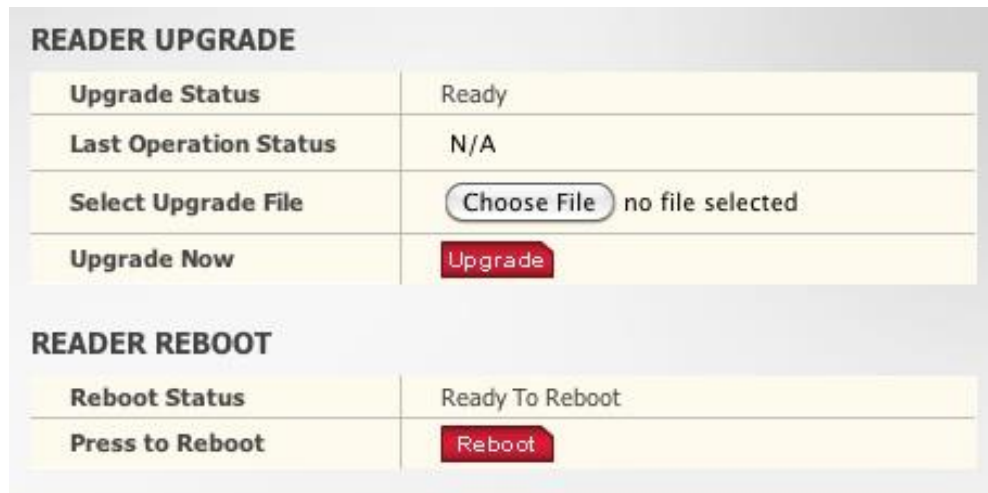 READER UPGRADE
Upgrade Status Ready
Last Operation Status N/A
Select Upgrade File Choose File no file selected
Upgrade Now Upgrade
READER REBOOT
Reboot Status Ready To Reboot
Press to Reboot Reboot